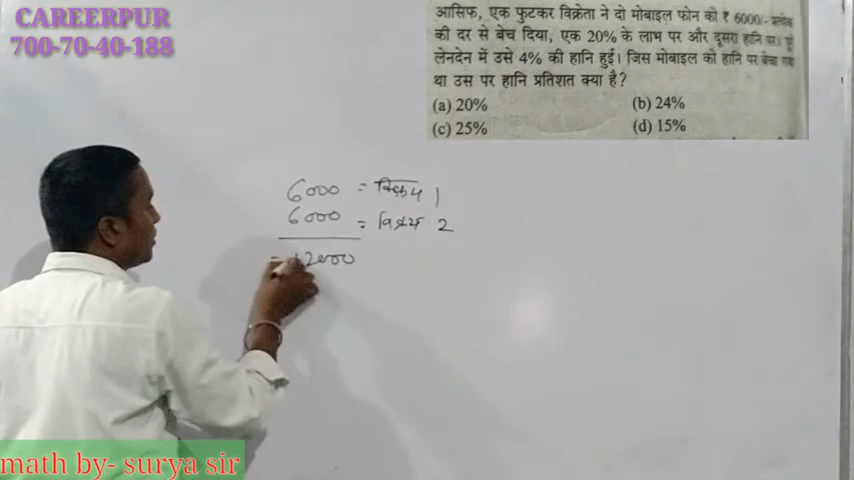 CAREERPUR
700-70-40-188
आसिफ, एक फुटकर विक्रेता ने दो मोबाइल फोन को ₹ 6000/- प्रत्येक
की दर से बेच दिया, एक 20% के लाभ पर और दूसरा हानि पर।
लेनदेन में उसे 4% की हानि हुई। जिस मोबाइल को हानि पर बेचा गया
था उस पर हानि प्रतिशत क्या है?
(a) 20% (b) 24%
(c) 25% (d) 15%
6000 = विक्रय 1
6000 = विक्रय 2
= 12000
math by- surya sir